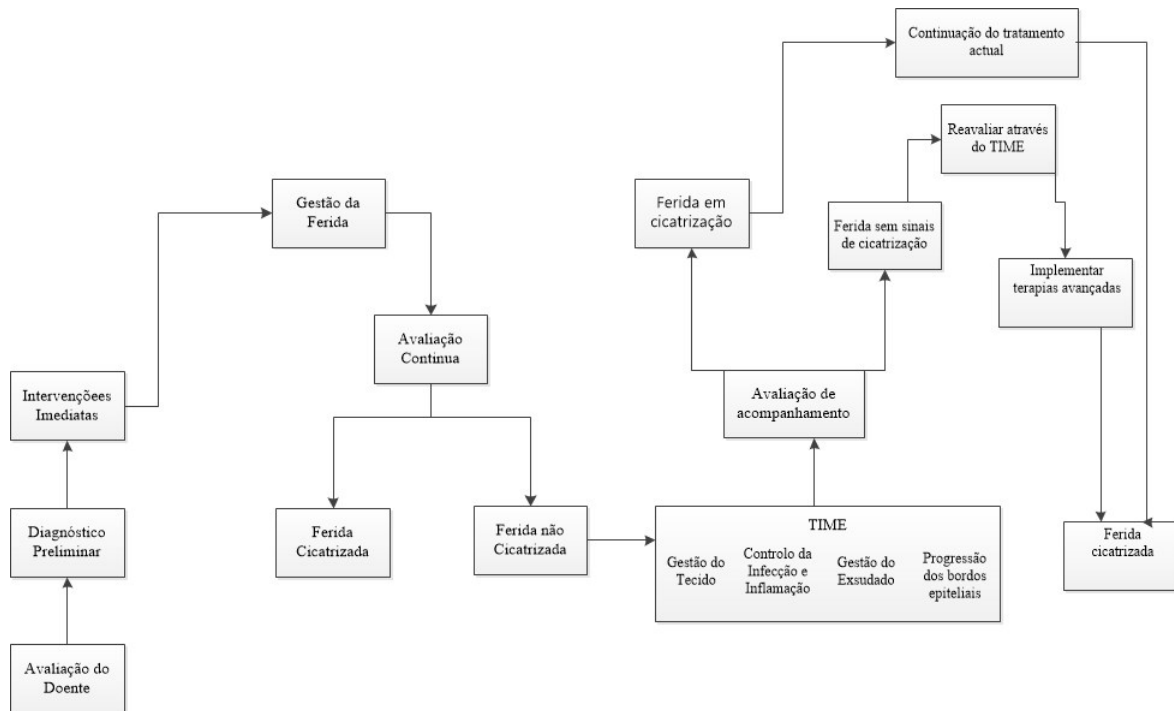 Avaliação do
Doente
Diagnóstico
Preliminar
Intervençõees
Imediatas
Gestão da
Ferida
Avaliação
Continua
Ferida
Cicatrizada
Ferida não
Cicatrizada
TIME
Gestão do
Tecido
Controlo da
Infecção e
Inflamação
Gestão do
Exsudado
Progressão
dos bordos
epiteliais
Avaliação de
acompanhamento
Ferida em
cicatrização
Continuação do tratamento
actual
Ferida sem sinais
de cicatrização
Reavaliar através
do TIME
Implementar
terapias avançadas
Ferida
cicatrizada